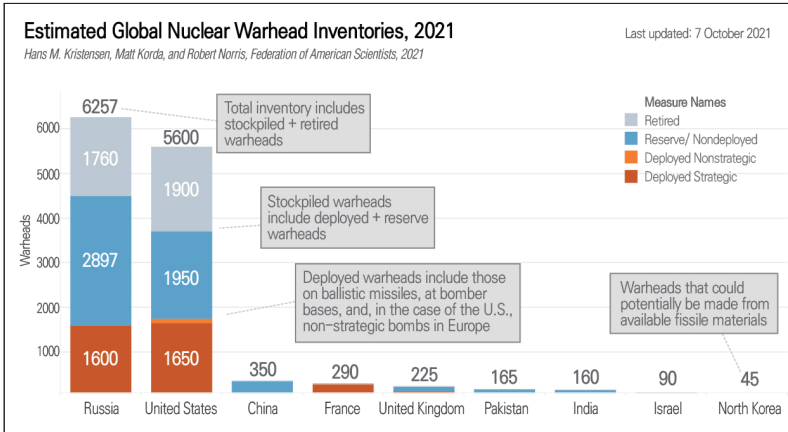 Estimated Global Nuclear Warhead Inventories, 2021
Last updated: 7 October 2021
Hans M. Kristensen, Matt Korda, and Robert Norris, Federation of American Scientists, 2021
6257
Total inventory includes
stockpiled + retired
warheads
Measure Names
Retired
Reserve/ Nondeployed
Deployed Nonstrategic
Deployed Strategic
6000
5000
4000
3000
2000
1000
Warheads
5600
1760
1900
Stockpiled warheads
include deployed + reserve
warheads
2897
1950
Deployed warheads include those
on ballistic missiles, at bomber
bases, and, in the case of the U.S.,
non-strategic bombs in Europe
Warheads that could
potentially be made from
available fissile materials
1600
1650
350
290
225
165
160
90
45
Russia
United States
China
France
United Kingdom
Pakistan
India
Israel
North Korea